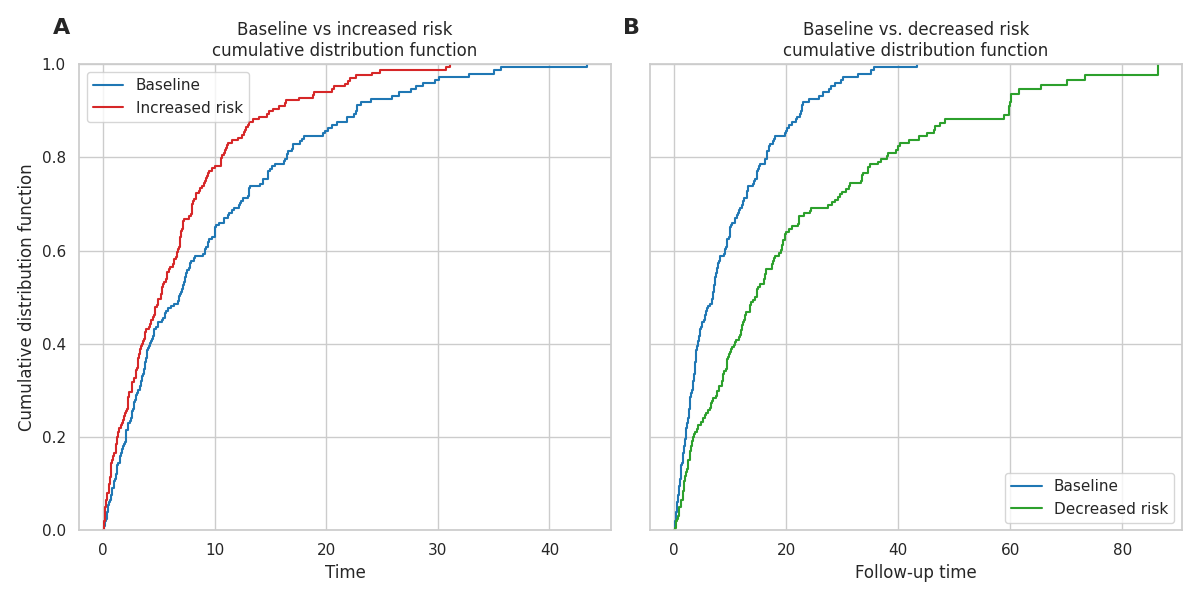 A
Baseline vs increased risk
cumulative distribution function
Cumulative distribution function
1.0
0.8
0.6
0.4
0.2
0.0
Baseline
Increased risk
0 10 20 30 40
Time
B
Baseline vs. decreased risk
cumulative distribution function
Baseline
Decreased risk
0 20 40 60 80
Follow-up time